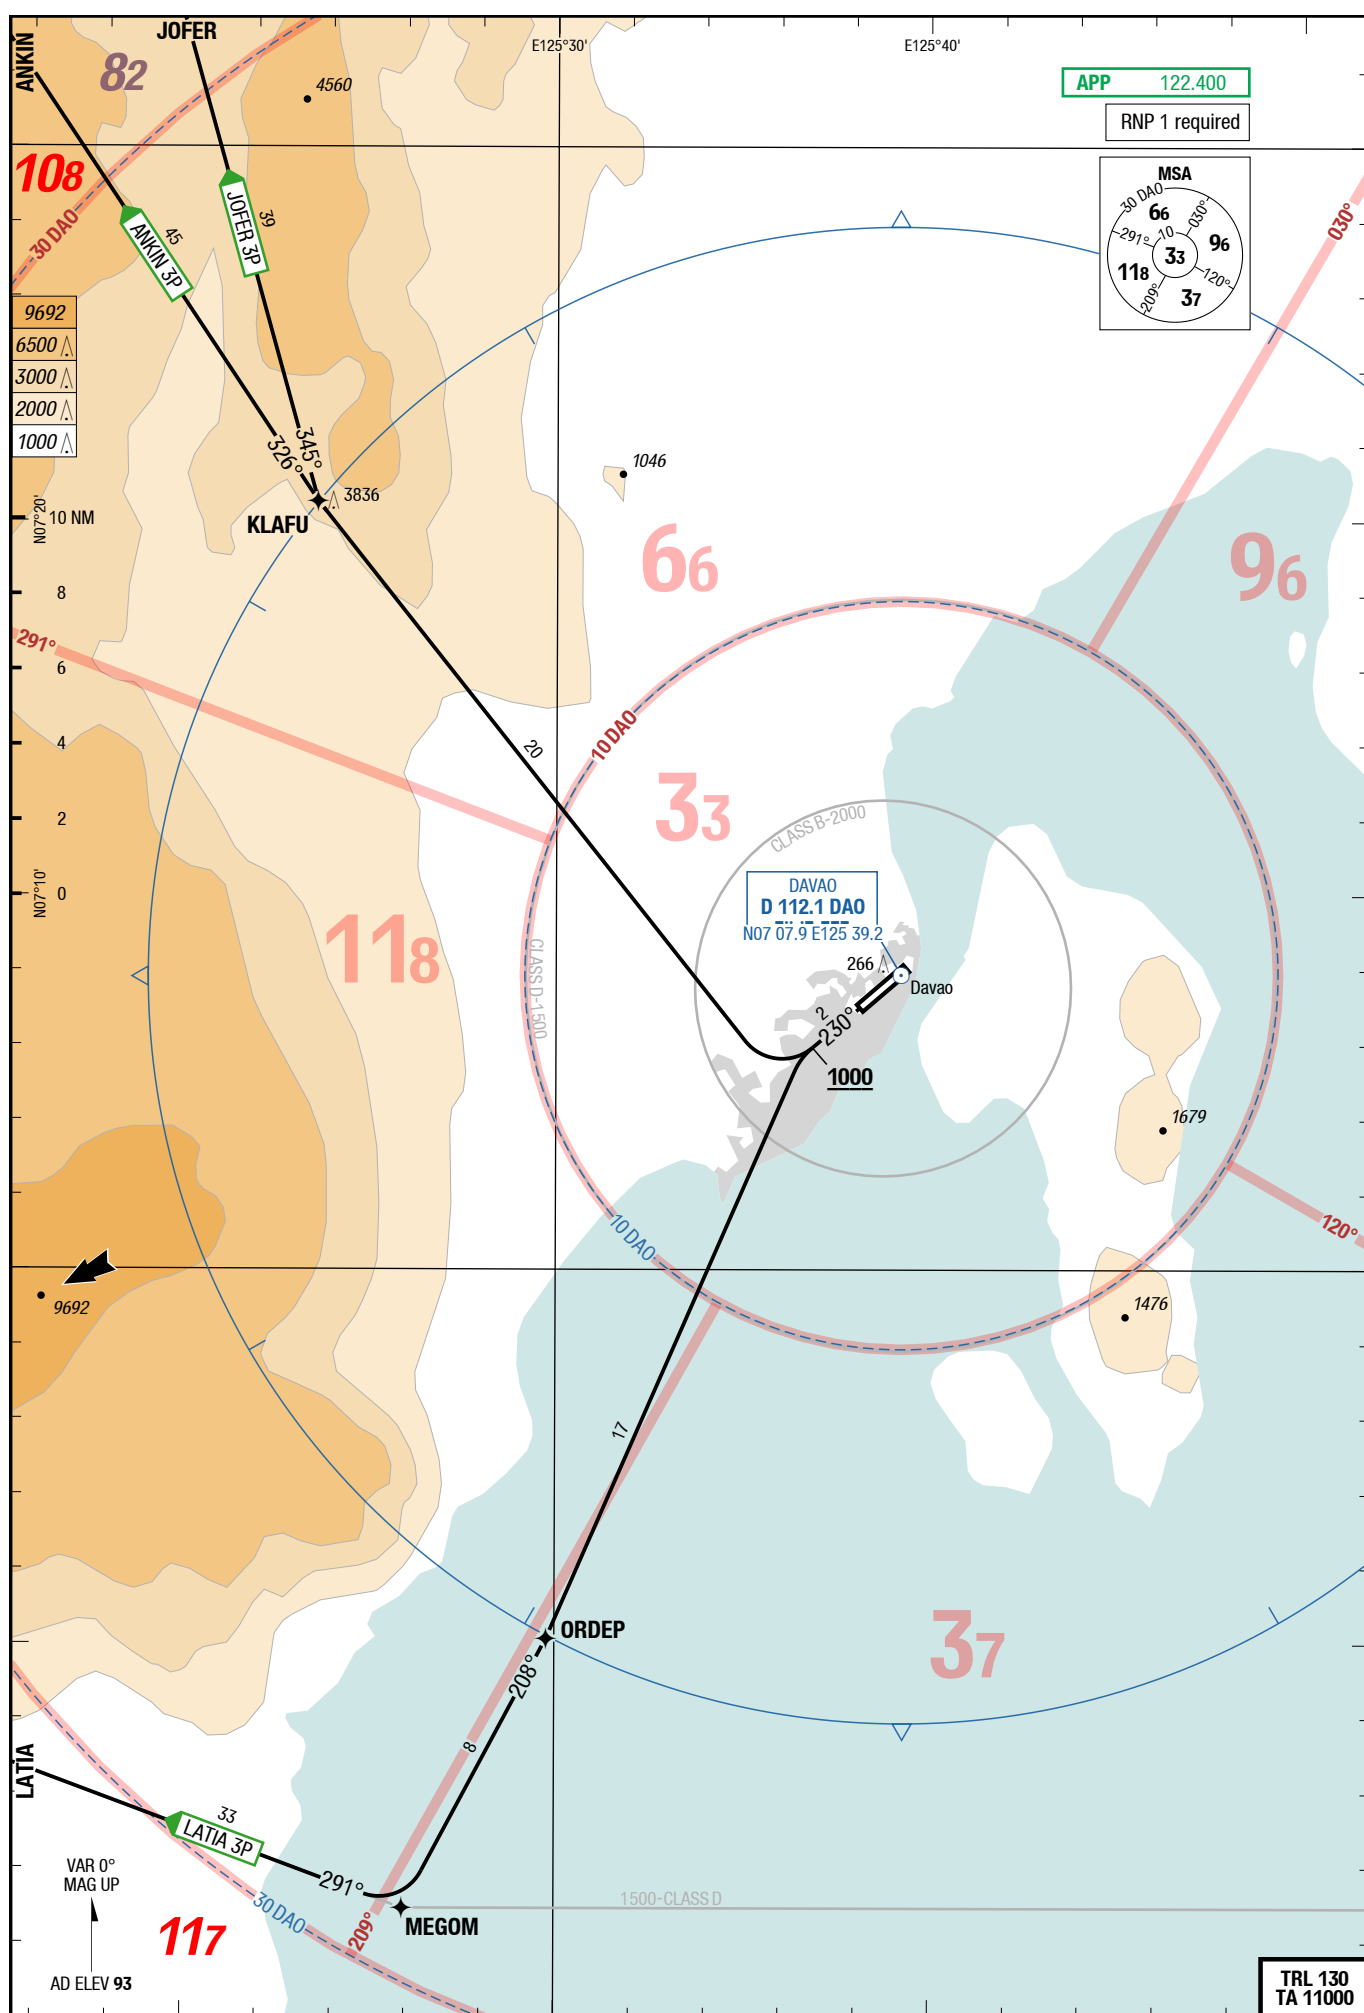 ANKIN
JOFER
82
4560
E125°30'
E125°40'
APP 122.400
RNP 1 required
MSA
30 DAO
66
030°
291°
10
33
96
118
120°
209°
37
030°
108
30 DAO
ANKIN 3P
45
JOFER 3P
39
9692
6500
3000
2000
1000
326°
345°
KLAFU
3836
1046
N07°20'
10 NM
8
6
4
2
0
N07°10'
66
96
291°
20
10 DAO
33
CLASS B-2000
DAVAO
D 112.1 DAO
N07 07.9 E125 39.2
118
CLASS D-1500
266
Davao
2
230°
1000
1679
10 DAO
120°
9692
1476
17
ORDEP
37
208°
8
LATIA
33
LATIA 3P
291°
VAR 0°
MAG UP
30 DAO
209°
MEGOM
1500-CLASS D
117
AD ELEV 93
TRL 130
TA 11000